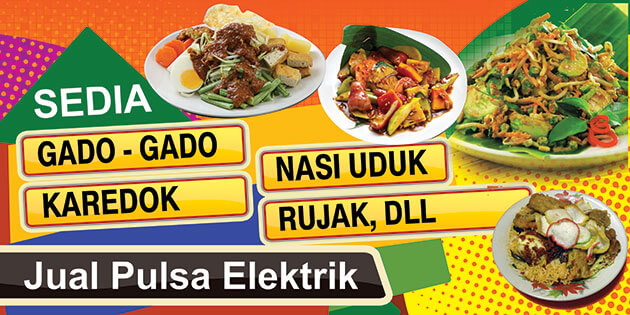 SEDIA
GADO - GADO
KAREDOK
NASI UDUK
RUJAK, DLL
Jual Pulsa Elektrik